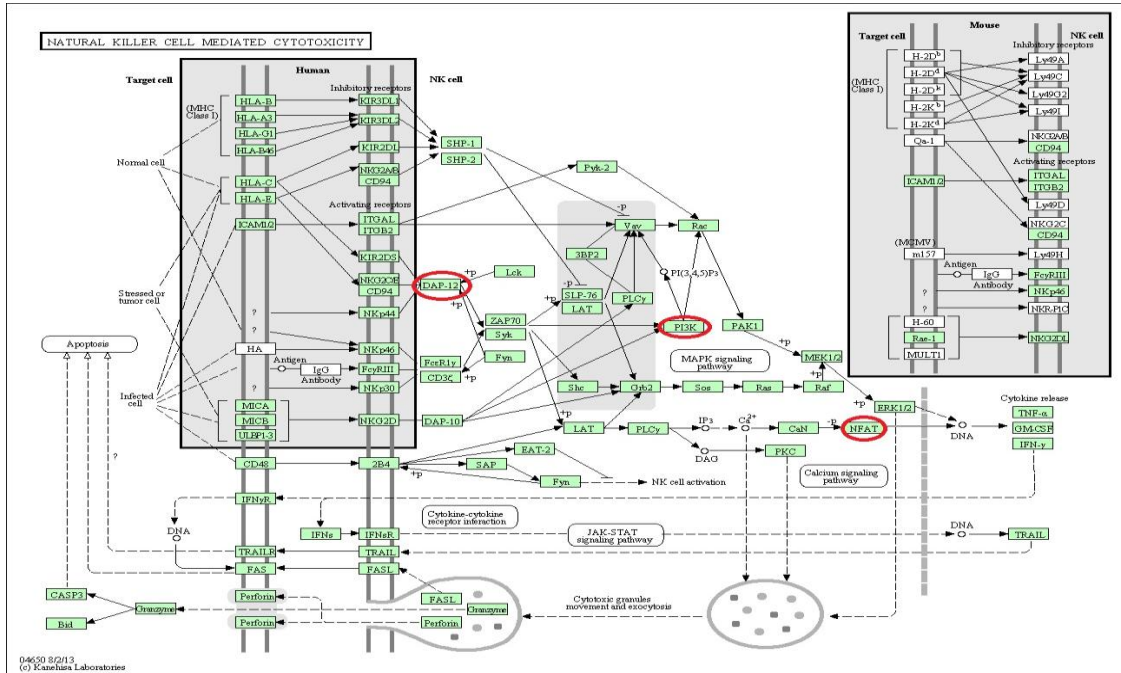 NATURAL KILLER CELL MEDIATED CYTOTOXICITY
Target cell
Human
NK cell
Inhibitory receptors
(MHC
Class I)
HLA-B
HLA-A3
HLA-G1
HLA-B46
KIR3DL1
KIR3DL2
KIR2DL
NKG2A/B
CD94
SHP-1
SHP-2
Normal cell
HLA-C
HLA-E
ICAM1/2
Activating receptors
ITGAL
ITGB2
KIR2DS
CD94
NKp44
Pyk-2
-p
Vav
Rac
3BP2
PI(3,4,5)P3
+p
DAP-12
Lck
+p
+p
SLP-76
LAT
PLCγ
ZAP70
Syk
PI3K
PAK1
Stressed or
tumor cell
?
?
HA
NKp46
Antigen
IgG
Antibody
FcγRIII
?
NKp30
FcεR1γ
CD3ζ
Fyn
+p
MAPK signaling
pathway
+p
MEK1/2
+p
Shc
Grb2
Sos
Ras
Raf
+p
ERK1/2
Apoptosis
Infected
cell
MICA
MICB
ULBP1-3
NKG2D
DAP-10
+p
LAT
PLCγ
IP3
Ca2+
CaN
-p
NFAT
DNA
DAG
PKC
Calcium signaling
pathway
Cytokine release
TNF-α
GM-CSF
IFN-γ
?
CD48
2B4
EAT-2
SAP
+p
Fyn
NK cell activation
IFNγR
DNA
IFNs
IFNsR
Cytokine-cytokine
receptor interaction
JAK-STAT
signaling pathway
DNA
TRAIL
TRAILR
TRAIL
FAS
FASL
CASP3
Bid
Granzyme
Perforin
Perforin
FASL
Granzyme
Perforin
Cytotoxic granules
movement and exocytosis
Mouse
Target cell
NK cell
Inhibitory receptors
(MHC
Class I)
H-2Db
H-2Dd
H-2Dk
H-2Kb
H-2Kd
Qa-1
Ly49A
Ly49C
Ly49G2
Ly49I
NKG2A/B
CD94
Activating receptors
ICAM1/2
ITGAL
ITGB2
Ly49D
NKG2C
CD94
(MCMV)
m157
Ly49H
Antigen
IgG
Antibody
FcγRIII
?
NKp46
?
NKR-P1C
H-60
Rae-1
MULT1
NKG2DL
04650 8/2/13
(c) Kanehisa Laboratories